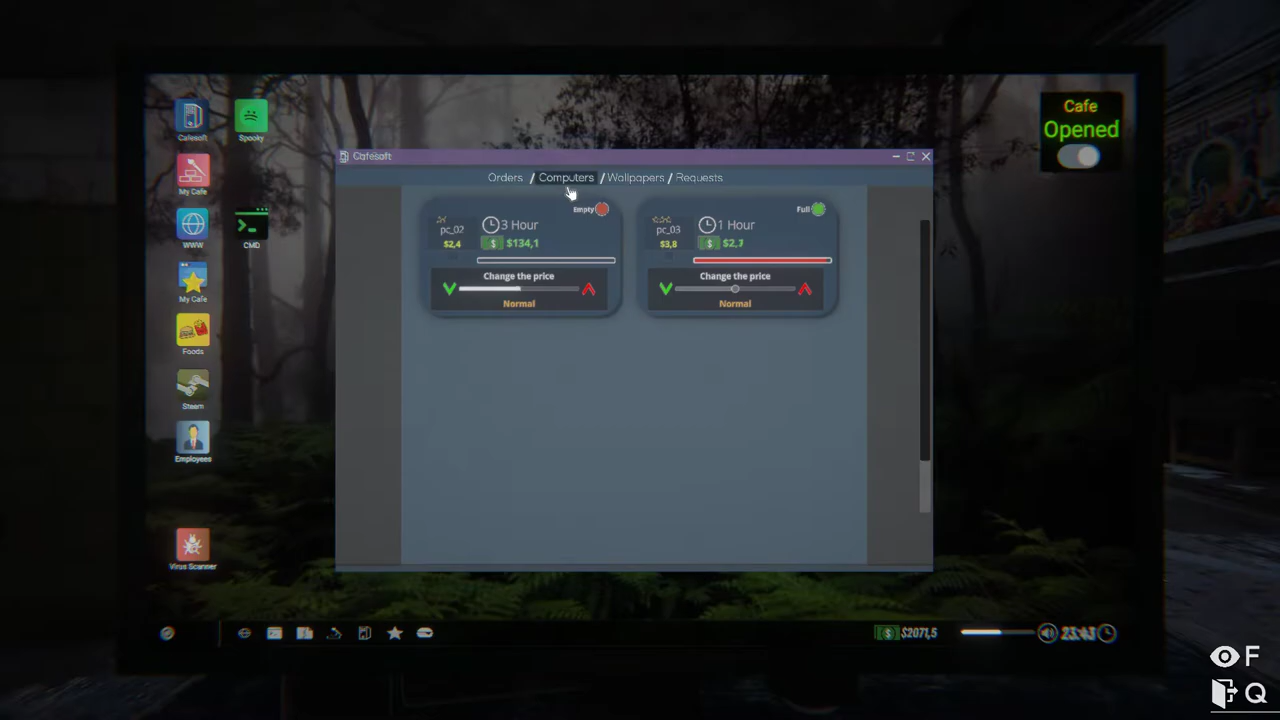 Cafesoft
Spooky
My Cafe
WWW
CMD
My Cafe
Foods
Steam
Employees
Virus Scanner
Cafe
Opened
Cafesoft
Orders / Computers / Wallpapers / Requests
Empty
pc_02
3 Hour
$2,4
$134,1
Change the price
Normal
Full
pc_03
1 Hour
$3,8
$2,7
Change the price
Normal
$2071,5
23:43
F
Q